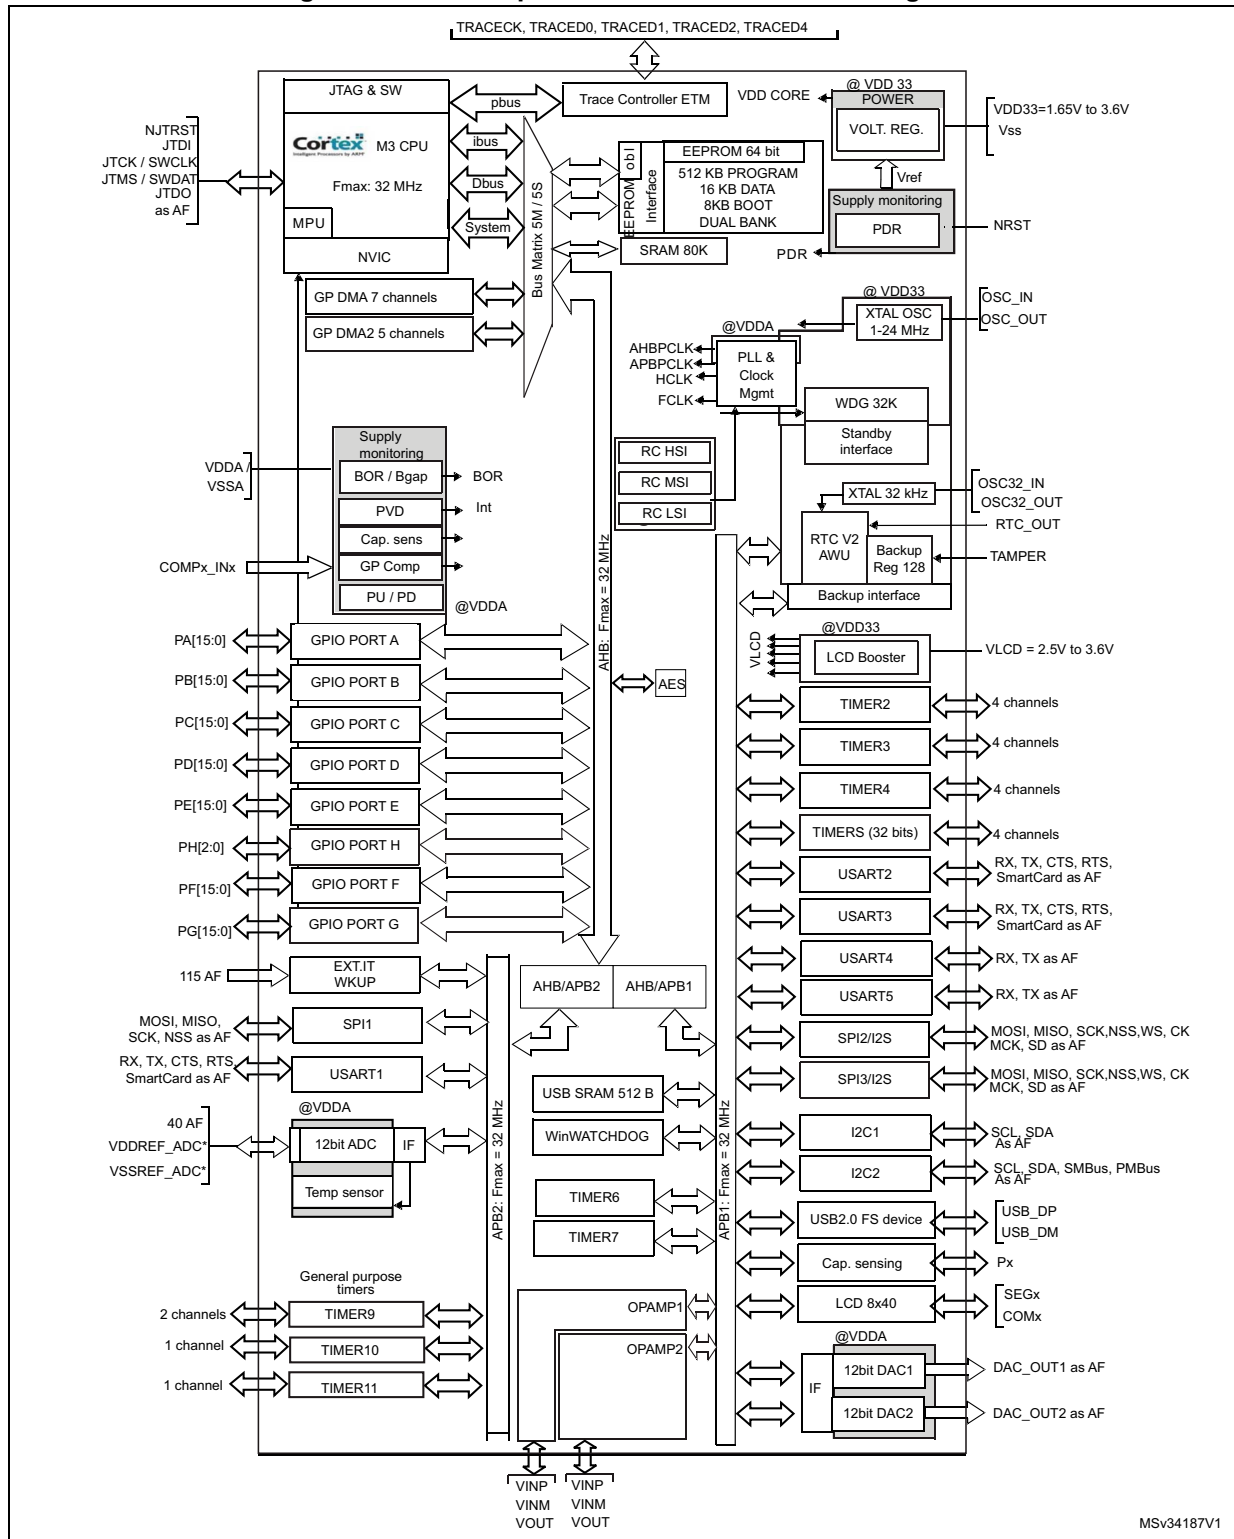 TRACECK, TRACED0, TRACED1, TRACED2, TRACED4
JTAG & SW
pbus
Trace Controller ETM
VDD CORE
@ VDD 33
POWER
VOLT. REG.
VDD33=1.65V to 3.6V
Vss
NJTRST
JTDI
JTCK / SWCLK
JTMS / SWDAT
JTDO
as AF
Cortex
M3 CPU
Fmax: 32 MHz
MPU
NVIC
ibus
Dbus
System
Bus Matrix 5M / 5S
EEPROM
obl
Interface
EEPROM 64 bit
512 KB PROGRAM
16 KB DATA
8KB BOOT
DUAL BANK
SRAM 80K
Vref
Supply monitoring
PDR
PDR
NRST
GP DMA 7 channels
GP DMA2 5 channels
@ VDD33
XTAL OSC
1-24 MHz
OSC_IN
OSC_OUT
@VDDA
AHBPCLK
APBPCLK
HCLK
FCLK
PLL &
Clock
Mgmt
WDG 32K
Standby
interface
Supply
monitoring
VDDA /
VSSA
BOR / Bgap
BOR
PVD
Int
Cap. sens
COMPx_INx
GP Comp
PU / PD
@VDDA
RC HSI
RC MSI
RC LSI
XTAL 32 kHz
OSC32_IN
OSC32_OUT
RTC_OUT
RTC V2
AWU
Backup
Reg 128
TAMPER
Backup interface
AHB: Fmax = 32 MHz
PA[15:0]
GPIO PORT A
PB[15:0]
GPIO PORT B
PC[15:0]
GPIO PORT C
PD[15:0]
GPIO PORT D
PE[15:0]
GPIO PORT E
PH[2:0]
GPIO PORT H
PF[15:0]
GPIO PORT F
PG[15:0]
GPIO PORT G
AES
@VDD33
VLCD
LCD Booster
VLCD = 2.5V to 3.6V
TIMER2
4 channels
TIMER3
4 channels
TIMER4
4 channels
TIMERS (32 bits)
4 channels
USART2
RX, TX, CTS, RTS,
SmartCard as AF
USART3
RX, TX, CTS, RTS,
SmartCard as AF
USART4
RX, TX as AF
USART5
RX, TX as AF
SPI2/I2S
MOSI, MISO, SCK,NSS,WS, CK
MCK, SD as AF
SPI3/I2S
MOSI, MISO, SCK,NSS,WS, CK
MCK, SD as AF
I2C1
SCL, SDA
As AF
I2C2
SCL, SDA, SMBus, PMBus
As AF
USB2.0 FS device
USB_DP
USB_DM
Cap. sensing
Px
LCD 8x40
SEGx
COMx
@VDDA
IF
12bit DAC1
DAC_OUT1 as AF
12bit DAC2
DAC_OUT2 as AF
115 AF
EXT.IT
WKUP
AHB/APB2
AHB/APB1
MOSI, MISO,
SCK, NSS as AF
SPI1
RX, TX, CTS, RTS,
SmartCard as AF
USART1
USB SRAM 512 B
WinWATCHDOG
@VDDA
40 AF
VDDREF_ADC*
VSSREF_ADC*
12bit ADC
IF
Temp sensor
APB2: Fmax = 32 MHz
APB1: Fmax = 32 MHz
TIMER6
TIMER7
General purpose
timers
2 channels
TIMER9
1 channel
TIMER10
1 channel
TIMER11
OPAMP1
OPAMP2
VINP
VINM
VOUT
VINP
VINM
VOUT
MSv34187V1